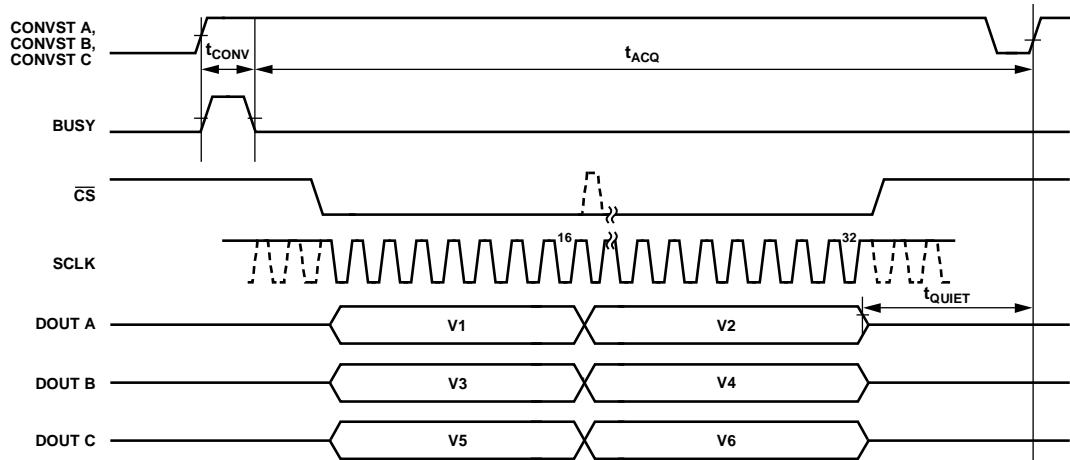 CONVST A,
CONVST B,
CONVST C
tCONV
tACQ
BUSY
CS
16
32
SCLK
tQUIET
DOUT A
V1
V2
DOUT B
V3
V4
DOUT C
V5
V6